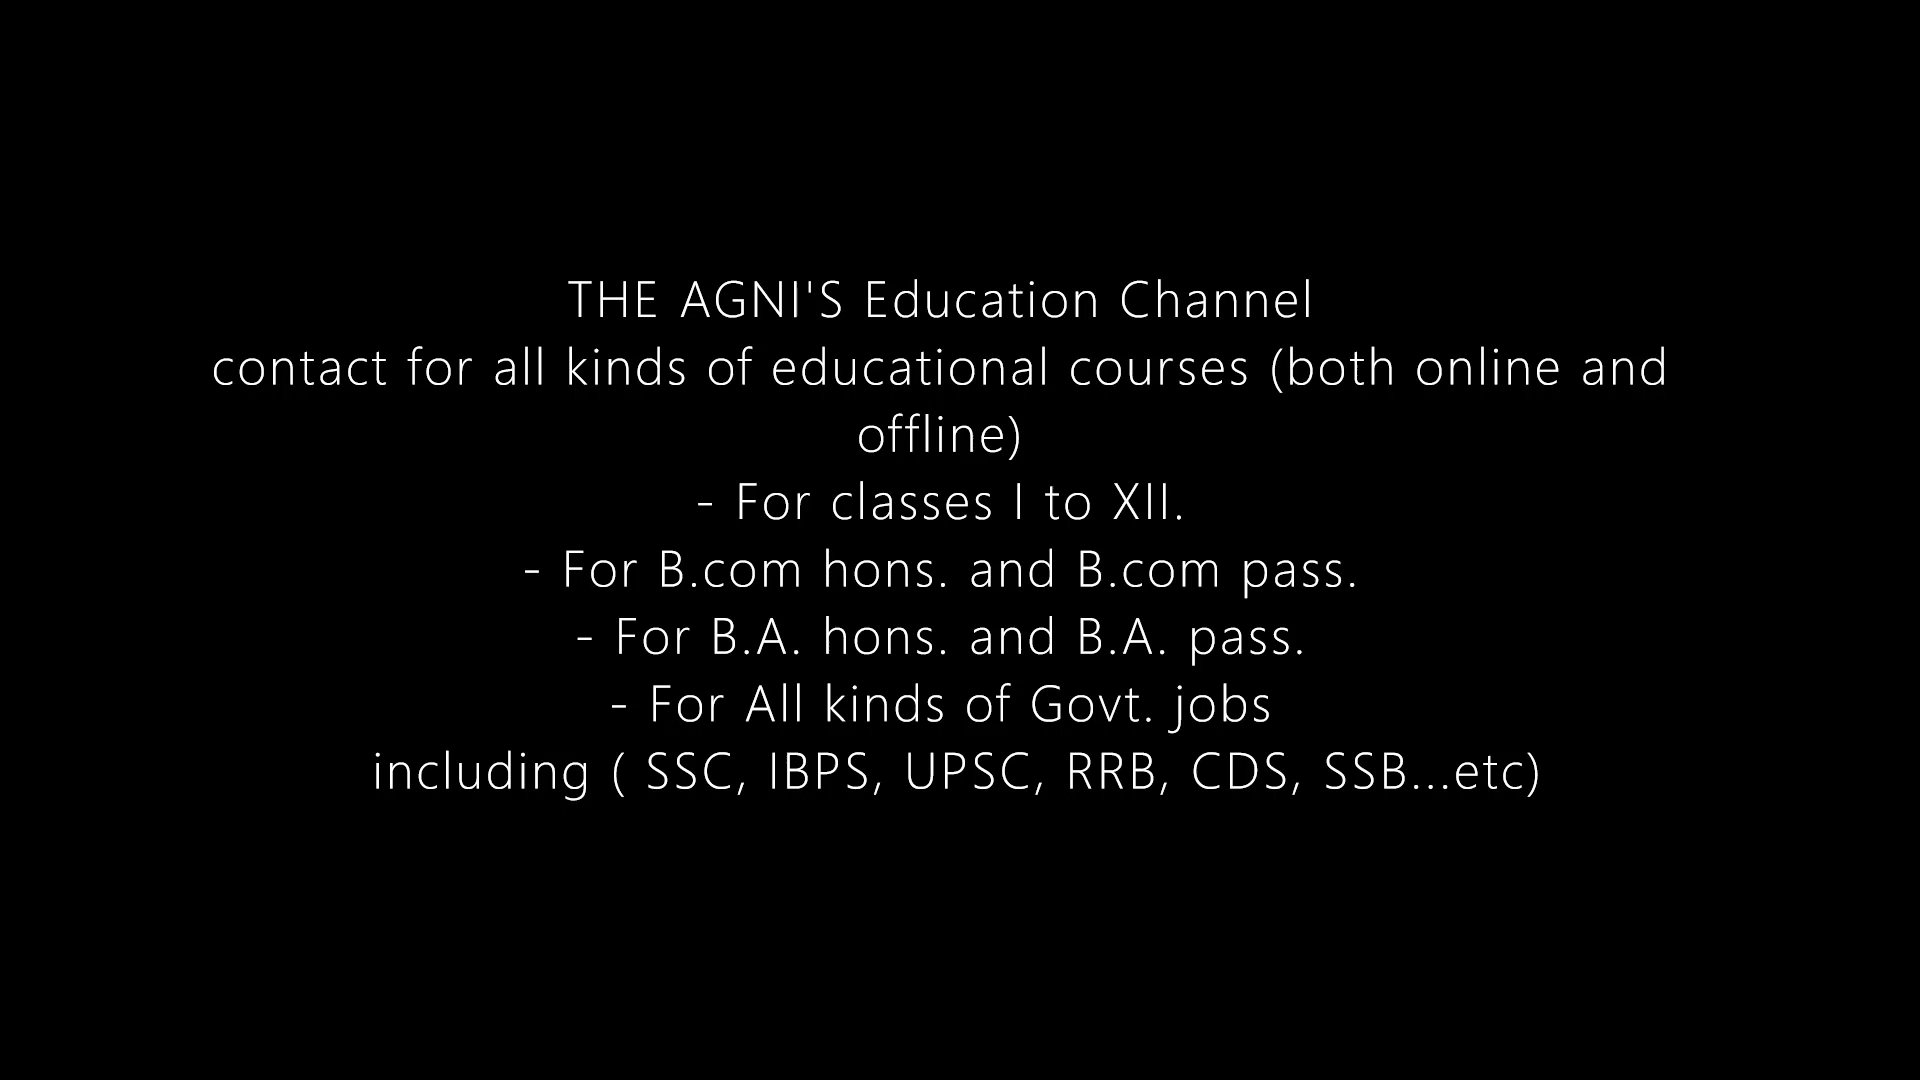 THE AGNI'S Education Channel
contact for all kinds of educational courses (both online and
offline)
- For classes I to XII.
- For B.com hons. and B.com pass.
- For B.A. hons. and B.A. pass.
- For All kinds of Govt. jobs
including ( SSC, IBPS, UPSC, RRB, CDS, SSB...etc)